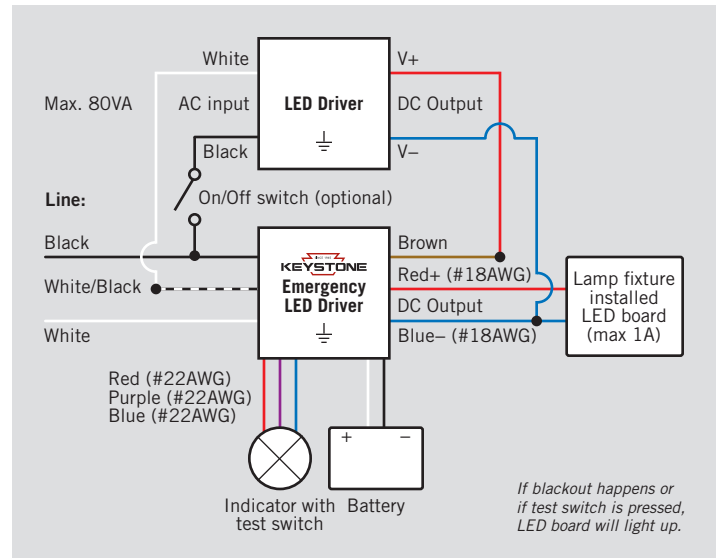 White
V+
Max. 80VA
AC input
LED Driver
DC Output
Black
V–
Line:
On/Off switch (optional)
Black
Brown
KEYSTONE
Red+ (#18AWG)
White/Black
Emergency
LED Driver
DC Output
Lamp fixture
installed
LED board
(max 1A)
White
Blue– (#18AWG)
Red (#22AWG)
Purple (#22AWG)
Blue (#22AWG)
+ –
Indicator with
test switch
Battery
If blackout happens or
if test switch is pressed,
LED board will light up.